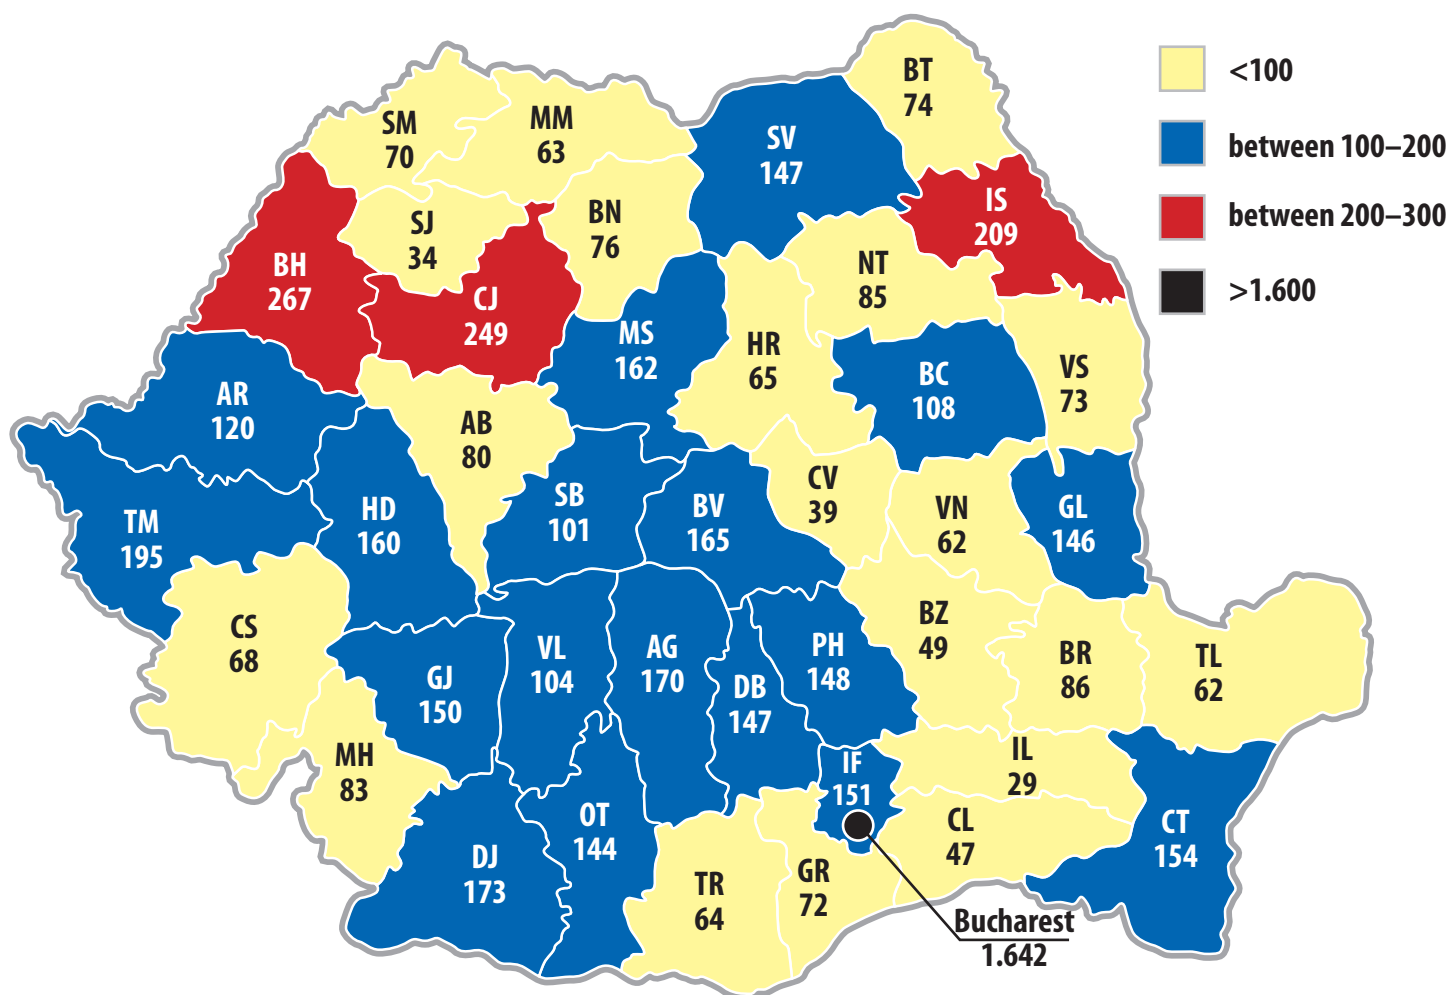 BT
74
<100
SM
70
MM
63
SV
147
between 100–200
IS
209
between 200–300
SJ
34
BN
76
NT
85
BH
267
CJ
249
>1.600
MS
162
HR
65
BC
108
VS
73
AR
120
AB
80
CV
39
TM
195
HD
160
SB
101
BV
165
VN
62
GL
146
CS
68
BZ
49
GJ
150
VL
104
AG
170
DB
147
PH
148
BR
86
TL
62
MH
83
IF
151
IL
29
OT
144
CL
47
CT
154
DJ
173
TR
64
GR
72
Bucharest
1.642